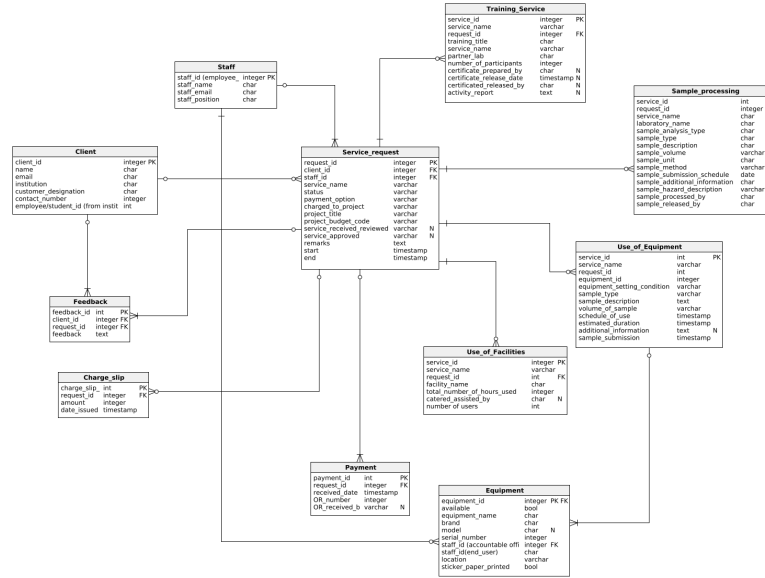 Training_Service
service_id integer PK
service_name varchar
request_id integer FK
training_title char
service_name varchar
partner_lab char
number_of_participants integer
certificate_prepared_by char N
certificate_release_date timestamp N
certificated_released_by char N
activity_report text N
Staff
staff_id (employee_ integer PK
staff_name char
staff_email char
staff_position char
Sample_processing
service_id int
request_id integer
service_name char
laboratory_name char
sample_analysis_type char
sample_type char
sample_description char
sample_volume varchar
sample_unit char
sample_method varchar
sample_submission_schedule date
sample_additional_information char
sample_hazard_description varchar
sample_processed_by char
sample_released_by char
Client
client_id integer PK
name char
email char
institution char
customer_designation char
contact_number integer
employee/student_id (from instit int
Service_request
request_id integer PK
client_id integer FK
staff_id integer FK
service_name varchar
status varchar
payment_option varchar
charged_to_project varchar
project_title varchar
project_budget_code varchar
service_received_reviewed varchar N
service_approved varchar N
remarks text
start timestamp
end timestamp
Use_of_Equipment
service_id int PK
service_name varchar
request_id int
equipment_id integer
equipment_setting_condition varchar
sample_type varchar
sample_description text
volume_of_sample varchar
schedule_of_use timestamp
estimated_duration timestamp
additional_information text N
sample_submission timestamp
Feedback
feedback_id int PK
client_id integer FK
request_id integer FK
feedback text
Use_of_Facilities
service_id integer PK
service_name varchar
request_id int FK
facility_name char
total_number_of_hours_used integer
catered_assisted_by char N
number of users int
Charge_slip
charge_slip_ int PK
request_id integer FK
amount integer
date_issued timestamp
Payment
payment_id int PK
request_id integer FK
received_date timestamp
OR_number integer
OR_received_b varchar N
Equipment
equipment_id integer PK FK
available bool
equipment_name char
brand char
model char N
serial_number integer
staff_id (accountable offi integer FK
staff_id(end_user) char
location varchar
sticker_paper_printed bool